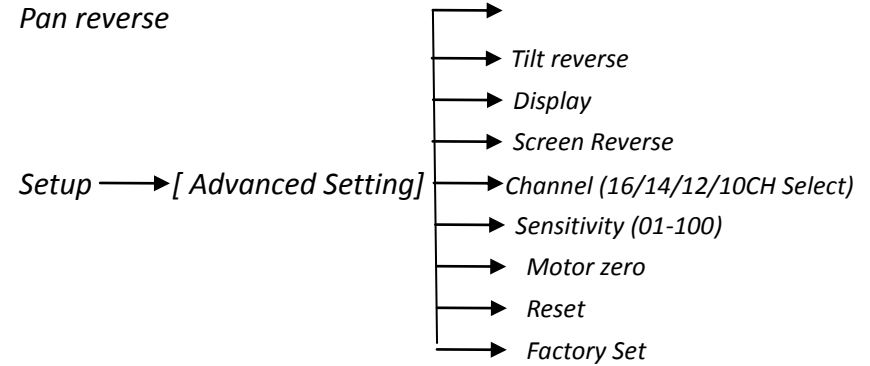 Pan reverse
Tilt reverse
Display
Screen Reverse
Setup [ Advanced Setting] Channel (16/14/12/10CH Select)
Sensitivity (01-100)
Motor zero
Reset
Factory Set